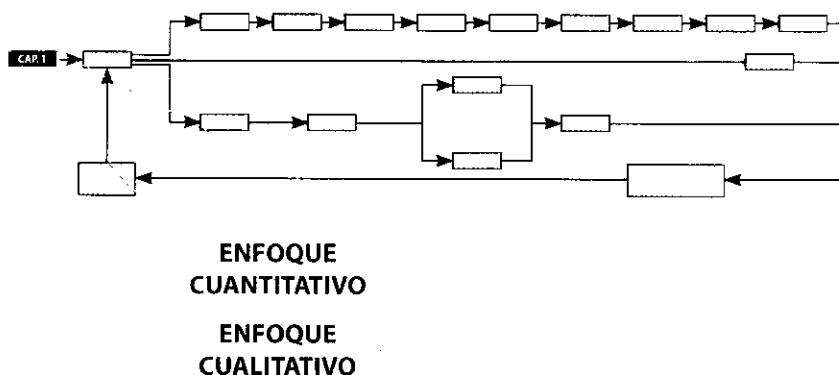 CAP. 1
ENFOQUE
CUANTITATIVO
ENFOQUE
CUALITATIVO